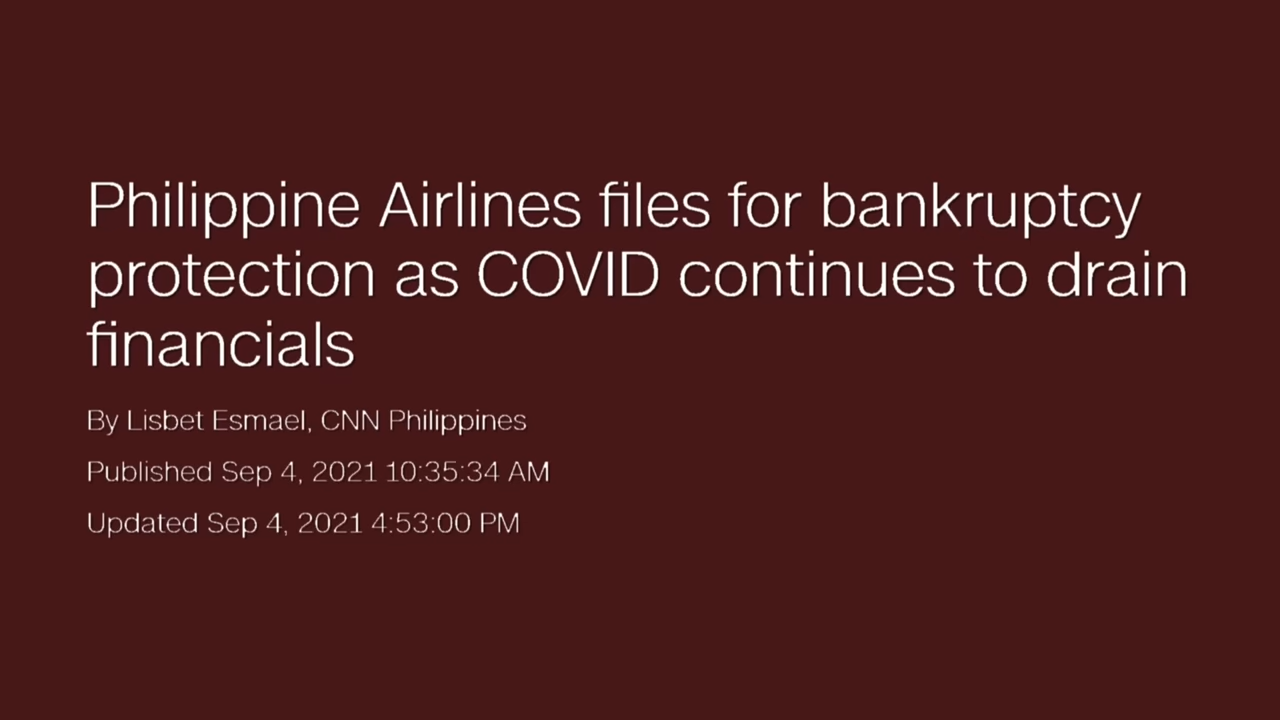 Philippine Airlines files for bankruptcy
protection as COVID continues to drain
financials
By Lisbet Esmael, CNN Philippines
Published Sep 4, 2021 10:35:34 AM
Updated Sep 4, 2021 4:53:00 PM